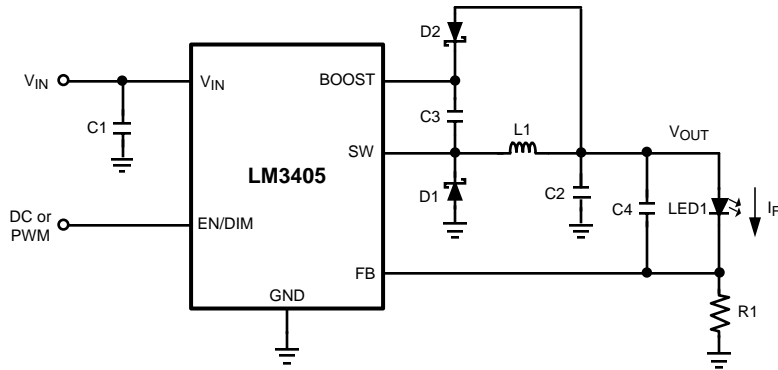 D2
VIN
VIN
BOOST
C1
C3
L1
VOUT
SW
LM3405
D1
C2
C4
LED1
IF
DC or
PWM
EN/DIM
FB
GND
R1